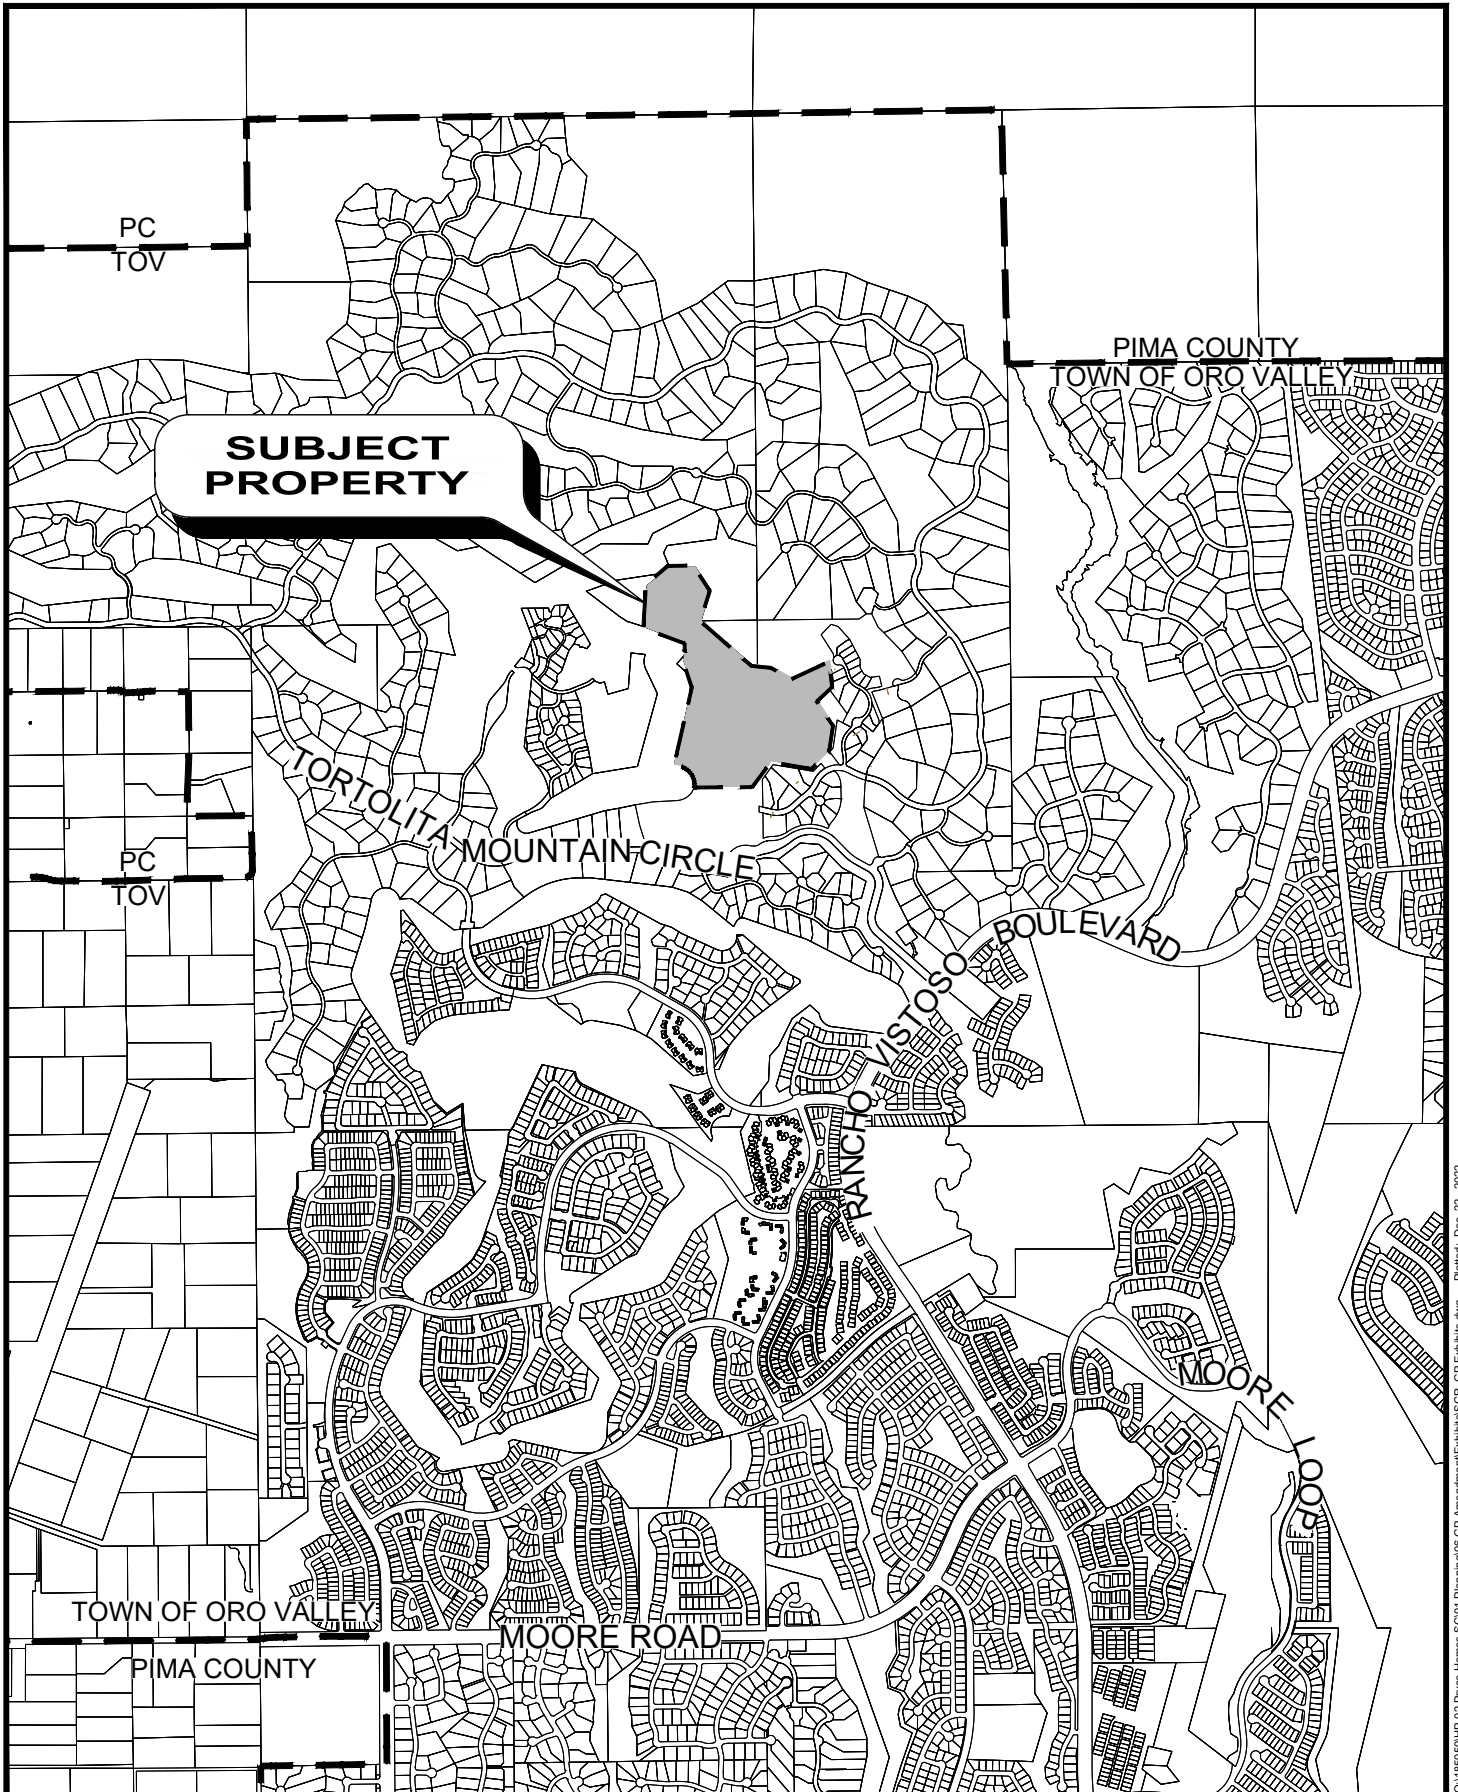 PC
TOV
PIMA COUNTY
TOWN OF ORO VALLEY
SUBJECT
PROPERTY
TORTOLITA MOUNTAIN CIRCLE
PC
TOV
RANCHO VISTOSO BOULEVARD
MOORE LOOP
TOWN OF ORO VALLEY
MOORE ROAD
PIMA COUNTY